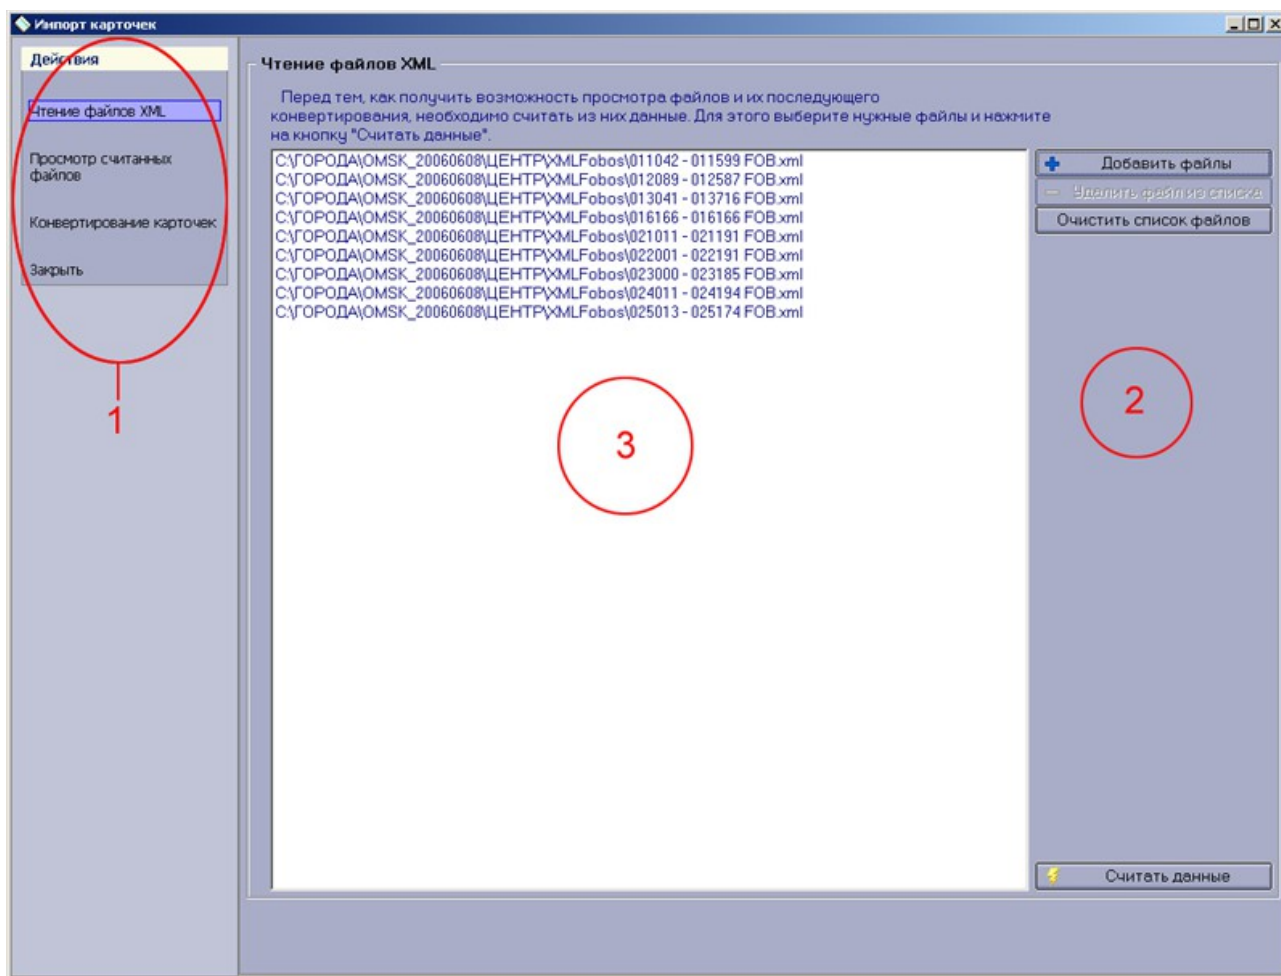 Импорт карточек
Действия
Чтение файлов XML
Просмотр считанных
файлов
Конвертирование карточек
Закрыть
1
Чтение файлов XML
Перед тем, как получить возможность просмотра файлов и их последующего
конвертирования, необходимо считать из них данные. Для этого выберите нужные файлы и нажмите
на кнопку "Считать данные".
C:\ГОРОДА\OMSK_20060608\ЦЕНТР\XMLFobos\011042 - 011599 FOB.xml
C:\ГОРОДА\OMSK_20060608\ЦЕНТР\XMLFobos\012089 - 012587 FOB.xml
C:\ГОРОДА\OMSK_20060608\ЦЕНТР\XMLFobos\013041 - 013716 FOB.xml
C:\ГОРОДА\OMSK_20060608\ЦЕНТР\XMLFobos\016166 - 016166 FOB.xml
C:\ГОРОДА\OMSK_20060608\ЦЕНТР\XMLFobos\021011 - 021191 FOB.xml
C:\ГОРОДА\OMSK_20060608\ЦЕНТР\XMLFobos\022001 - 022191 FOB.xml
C:\ГОРОДА\OMSK_20060608\ЦЕНТР\XMLFobos\023000 - 023185 FOB.xml
C:\ГОРОДА\OMSK_20060608\ЦЕНТР\XMLFobos\024011 - 024194 FOB.xml
C:\ГОРОДА\OMSK_20060608\ЦЕНТР\XMLFobos\025013 - 025174 FOB.xml
3
Добавить файлы
Удалить файл из списка
Очистить список файлов
2
Считать данные